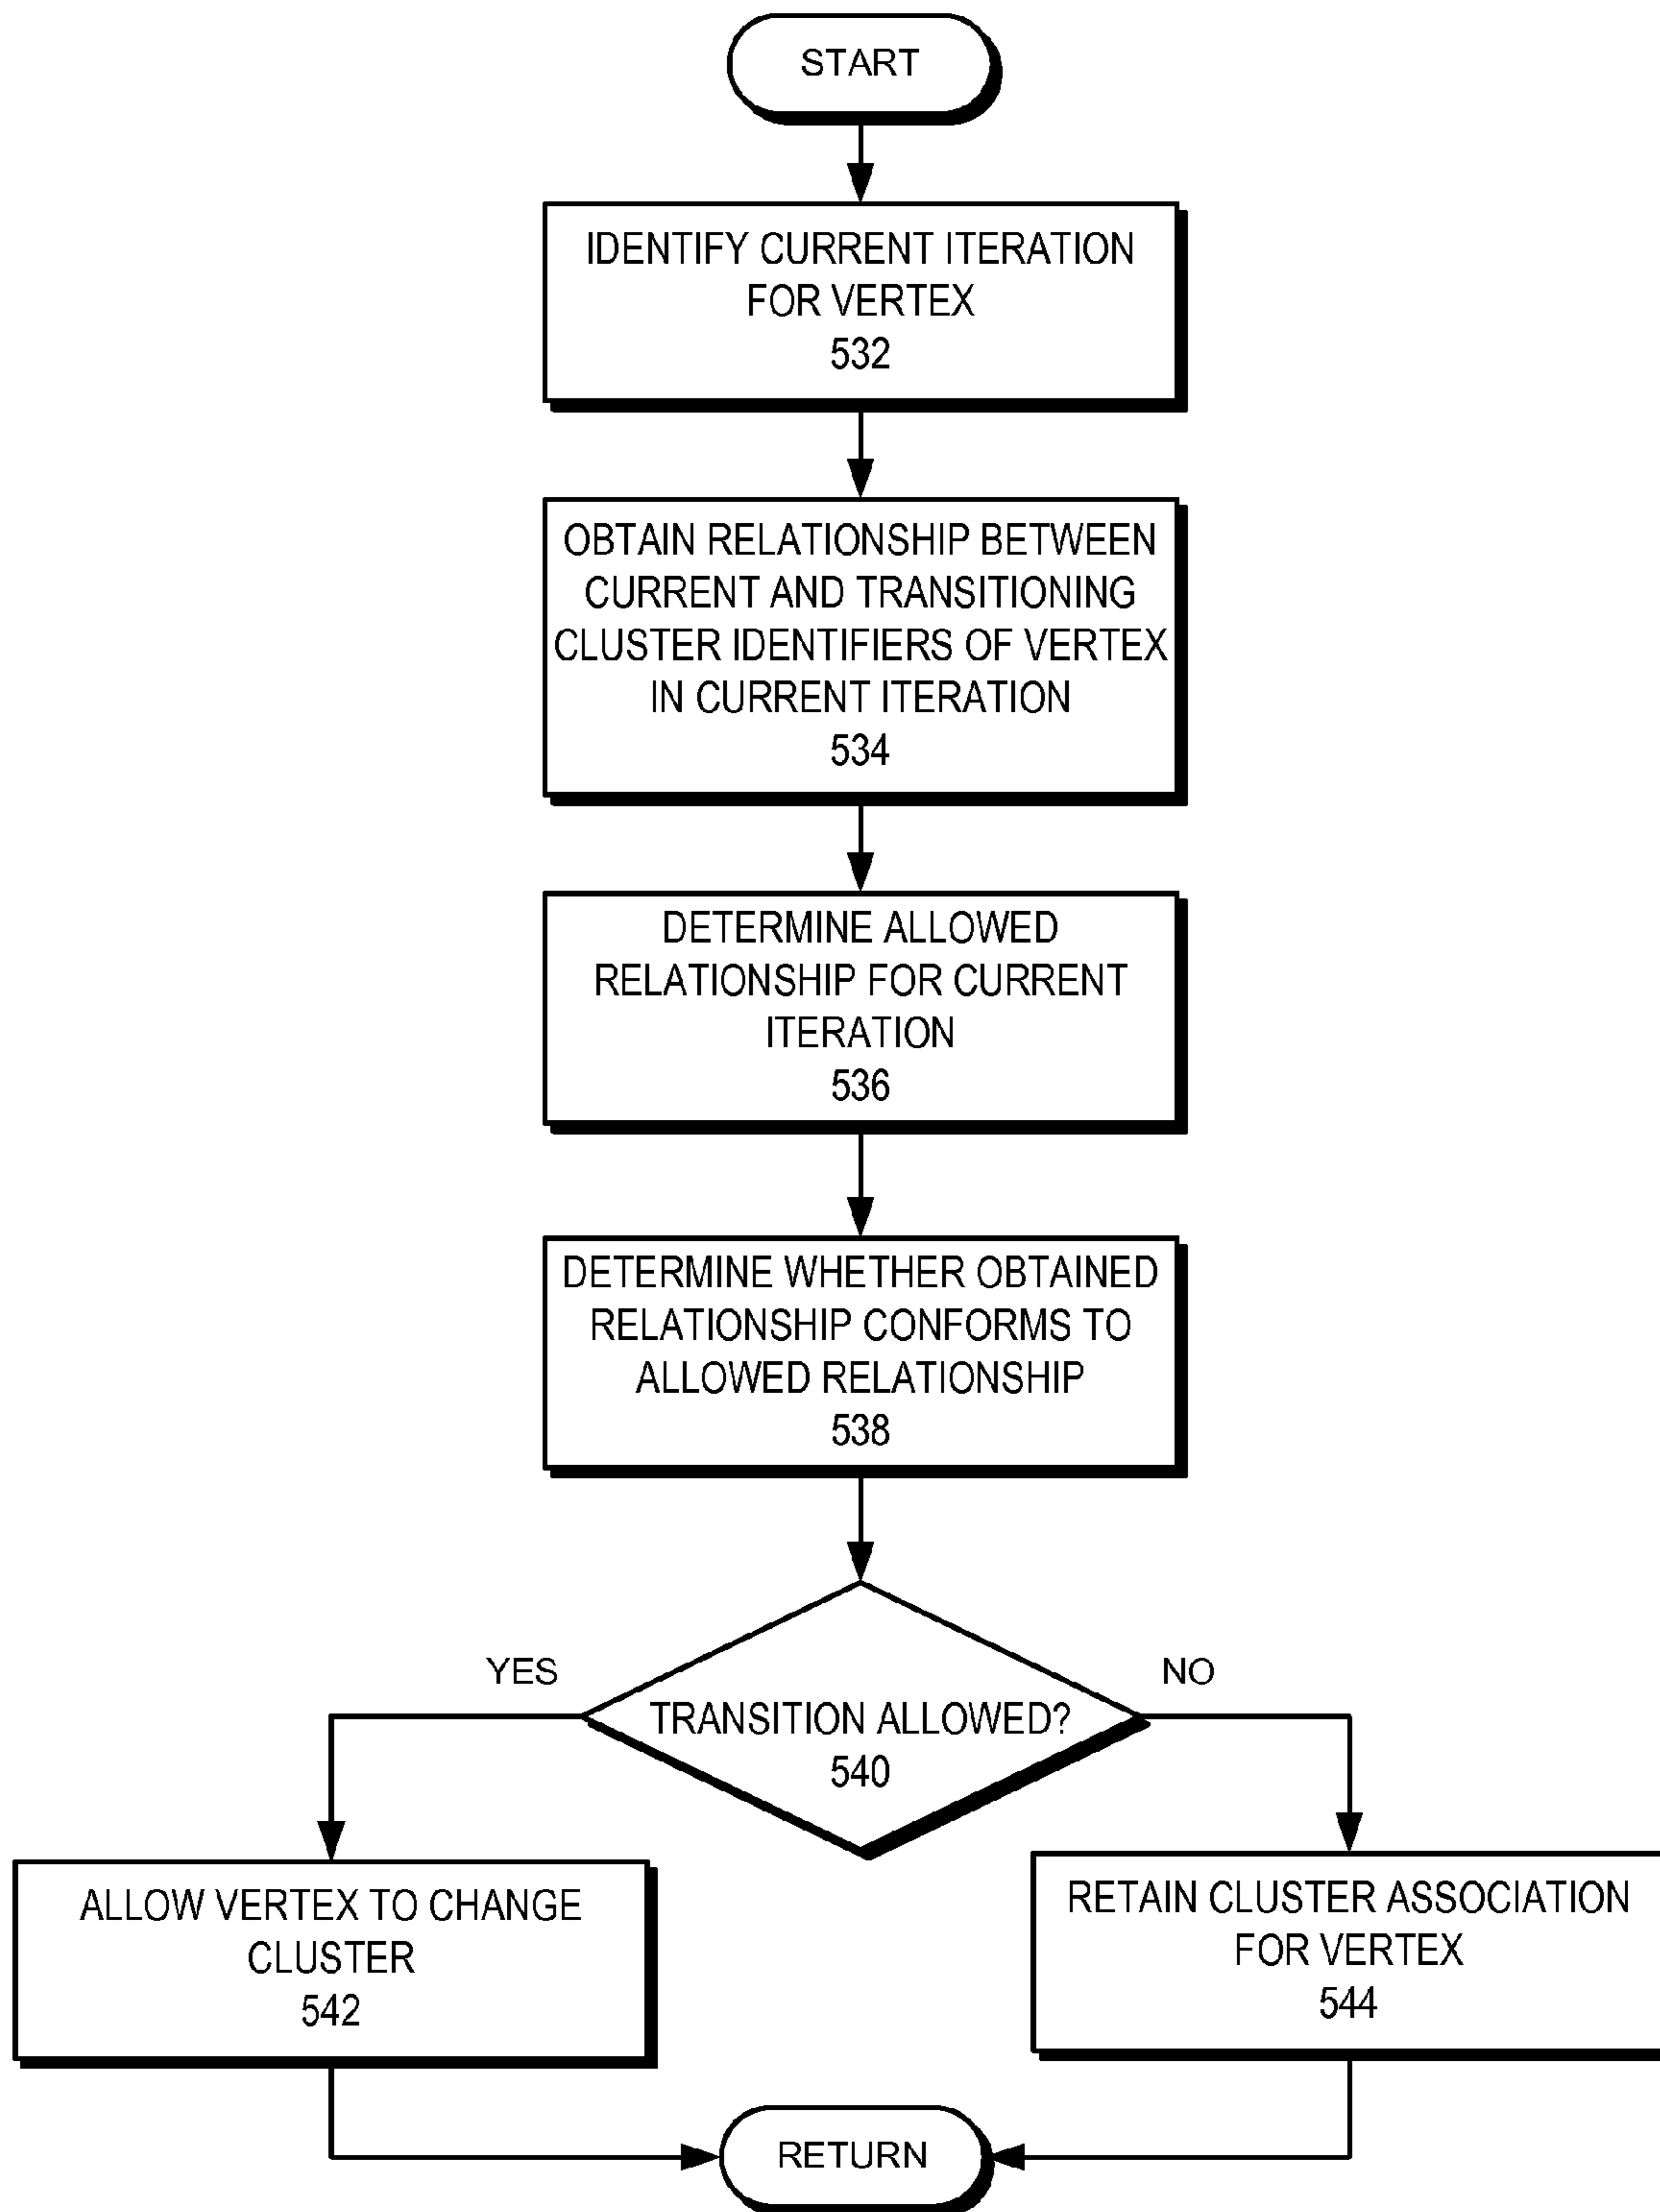 START
IDENTIFY CURRENT ITERATION
FOR VERTEX
532
OBTAIN RELATIONSHIP BETWEEN
CURRENT AND TRANSITIONING
CLUSTER IDENTIFIERS OF VERTEX
IN CURRENT ITERATION
534
DETERMINE ALLOWED
RELATIONSHIP FOR CURRENT
ITERATION
536
DETERMINE WHETHER OBTAINED
RELATIONSHIP CONFORMS TO
ALLOWED RELATIONSHIP
538
YES
NO
TRANSITION ALLOWED?
540
ALLOW VERTEX TO CHANGE
CLUSTER
542
RETAIN CLUSTER ASSOCIATION
FOR VERTEX
544
RETURN